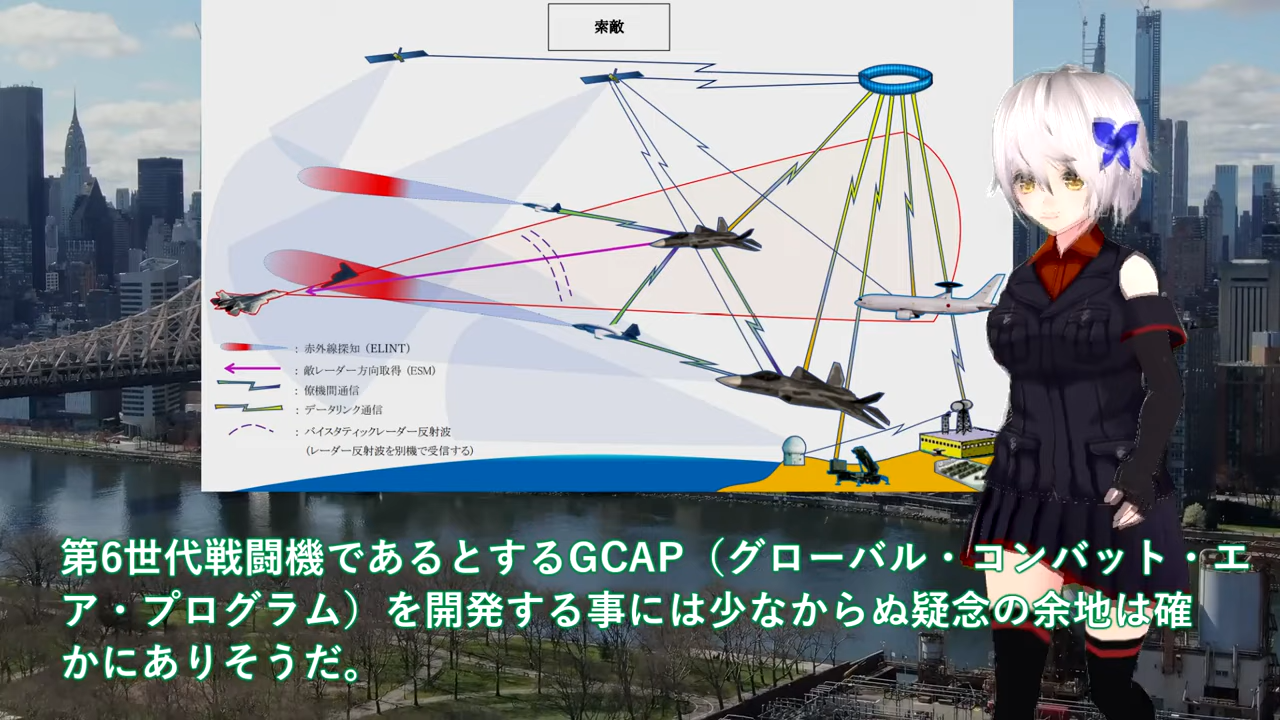 索敵
： 赤外線探知（ELINT）
： 敵レーダー方向取得（ESM）
： 僚機間通信
： データリンク通信
： バイスタティックレーダー反射波
（レーダー反射波を別機で受信する）
第6世代戦闘機であるとするGCAP（グローバル・コンバット・エ
ア・プログラム）を開発する事には少なからぬ疑念の余地は確
かにありそうだ。